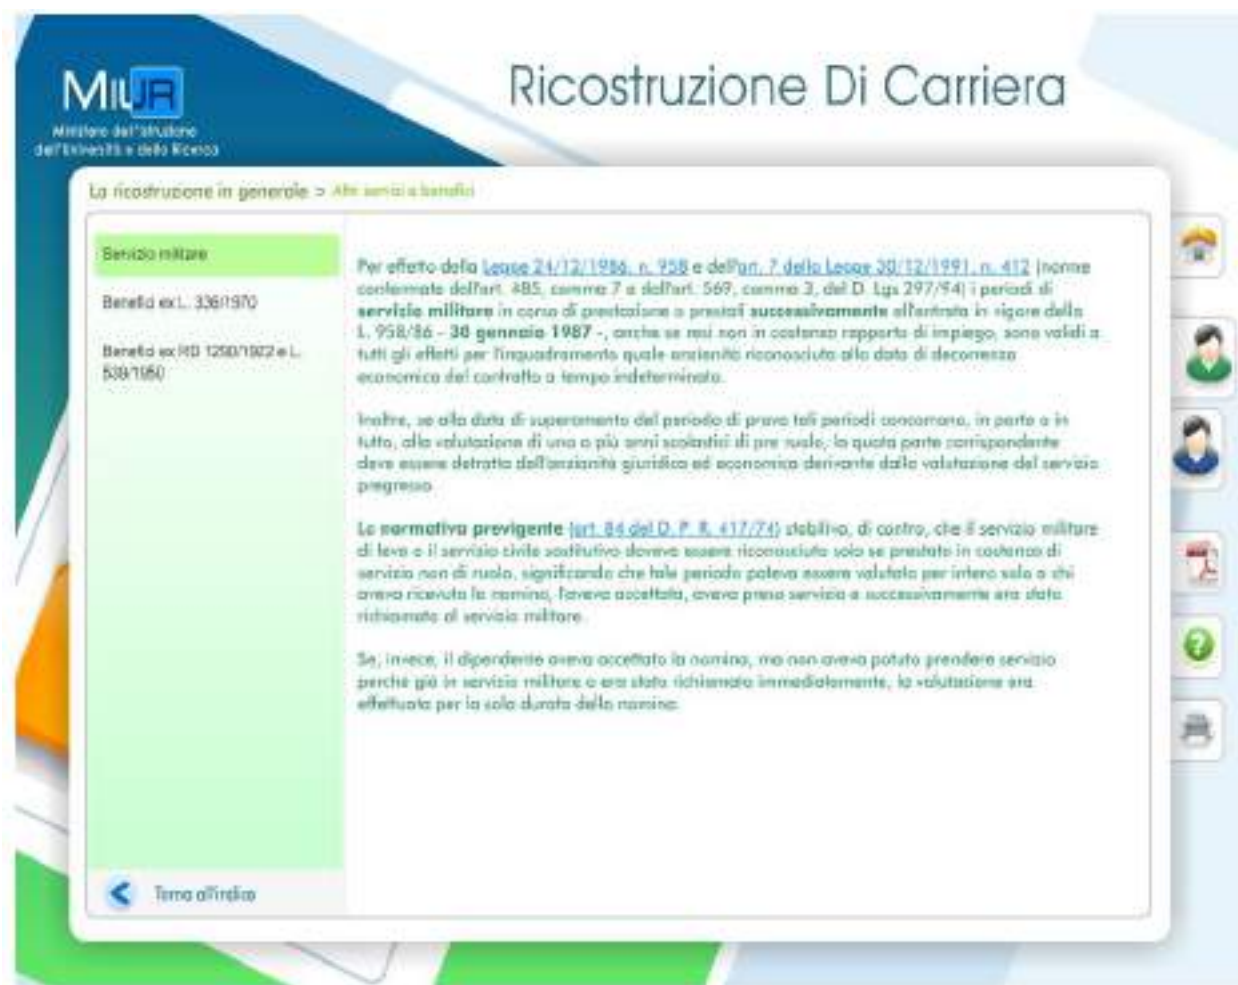 Ricostruzione Di Carriera
MIUR
Ministero dell'Istruzione
dell'Università e della Ricerca
La ricostruzione in generale > Altri servizi e benefici
Servizio militare
Benefici ex L. 336/1970
Benefici ex RD 1290/1922 e L.
539/1950
Per effetto della Legge 24/12/1986, n. 958 e dell'art. 7 della Legge 30/12/1991, n. 412 (norme
confermate dall'art. 485, comma 7 e dall'art. 569, comma 3, del D. Lgs 297/94) i periodi di
servizio militare in corso di prestazione o prestati successivamente all'entrata in vigore della
L. 958/86 - 30 gennaio 1987 -, anche se resi non in costanza rapporto di impiego, sono validi a
tutti gli effetti per l'inquadramento quale anzianità riconosciuta alla data di decorrenza
economica del contratto a tempo indeterminato.
Inoltre, se alla data di superamento del periodo di prova tali periodi concorrono, in parte o in
tutto, alla valutazione di uno o più anni scolastici di pre ruolo, la quota parte corrispondente
deve essere detratta dall'anzianità giuridica ed economica derivante dalla valutazione del servizio
pregresso.
La normativa previgente (art. 84 del D. P. R. 417/74) stabiliva, di contro, che il servizio militare
di leva o il servizio civile sostitutivo doveva essere riconosciuto solo se prestato in costanza di
servizio non di ruolo, significando che tale periodo poteva essere valutato per intero solo a chi
aveva ricevuto la nomina, l'aveva accettata, aveva preso servizio e successivamente era stato
richiamato al servizio militare.
Se, invece, il dipendente aveva accettato la nomina, ma non aveva potuto prendere servizio
perché già in servizio militare o era stato richiamato immediatamente, la valutazione era
effettuata per la sola durata della nomina.
Torna all'indice